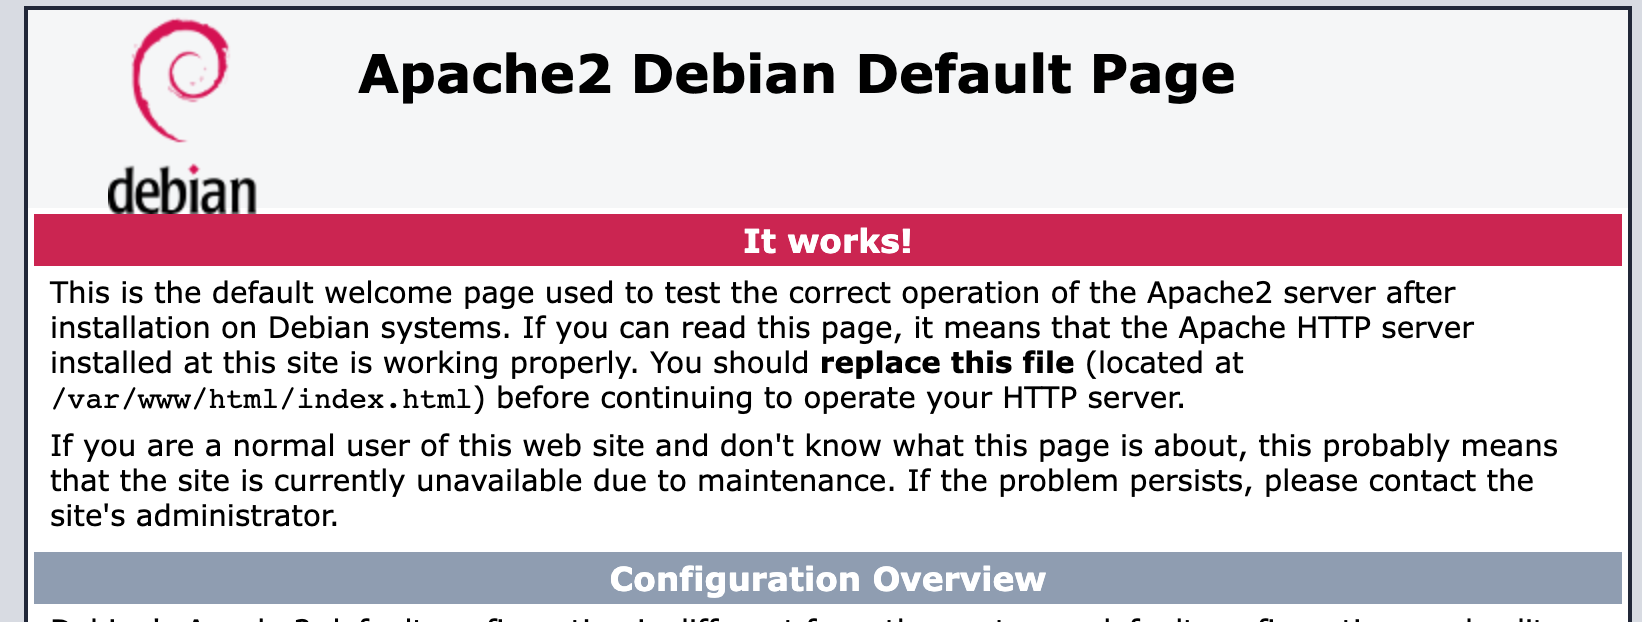 debian
Apache2 Debian Default Page
It works!
This is the default welcome page used to test the correct operation of the Apache2 server after
installation on Debian systems. If you can read this page, it means that the Apache HTTP server
installed at this site is working properly. You should replace this file (located at
/var/www/html/index.html) before continuing to operate your HTTP server.
If you are a normal user of this web site and don't know what this page is about, this probably means
that the site is currently unavailable due to maintenance. If the problem persists, please contact the
site's administrator.
Configuration Overview